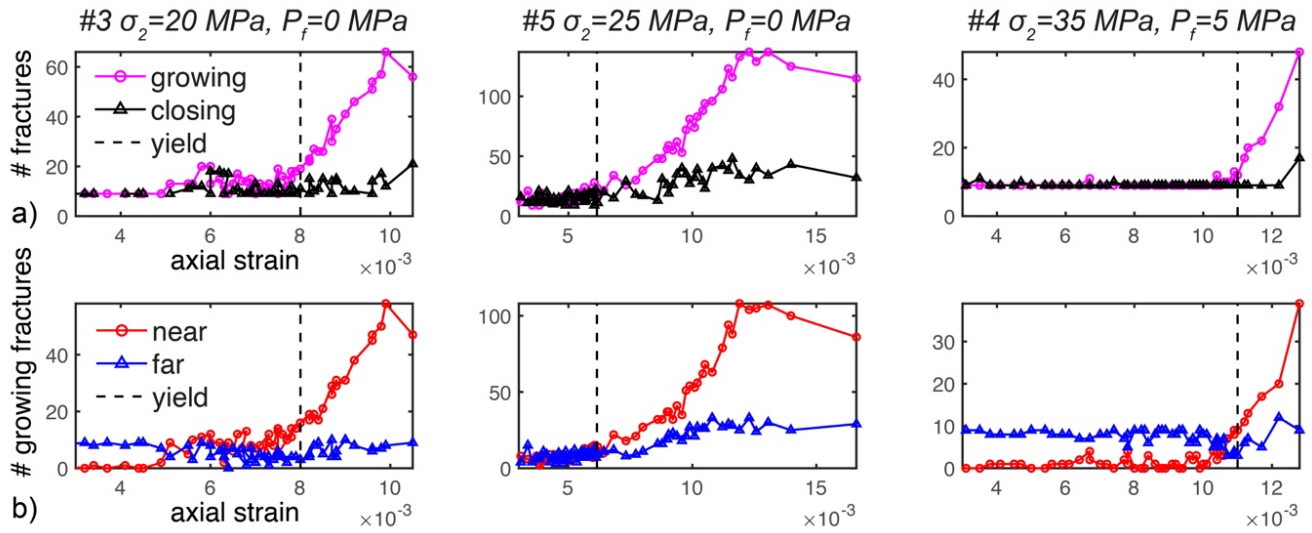 #3 σ2=20 MPa, Pf=0 MPa
#5 σ2=25 MPa, Pf=0 MPa
#4 σ2=35 MPa, Pf=5 MPa
a)
# fractures
60
40
20
0
growing
closing
yield
4 6 8 10
axial strain
×10-3
100
50
0
5 10 15
×10-3
40
20
0
4 6 8 10 12
×10-3
b)
# growing fractures
40
20
0
near
far
yield
4 6 8 10
axial strain
×10-3
100
50
0
5 10 15
×10-3
30
20
10
0
4 6 8 10 12
×10-3